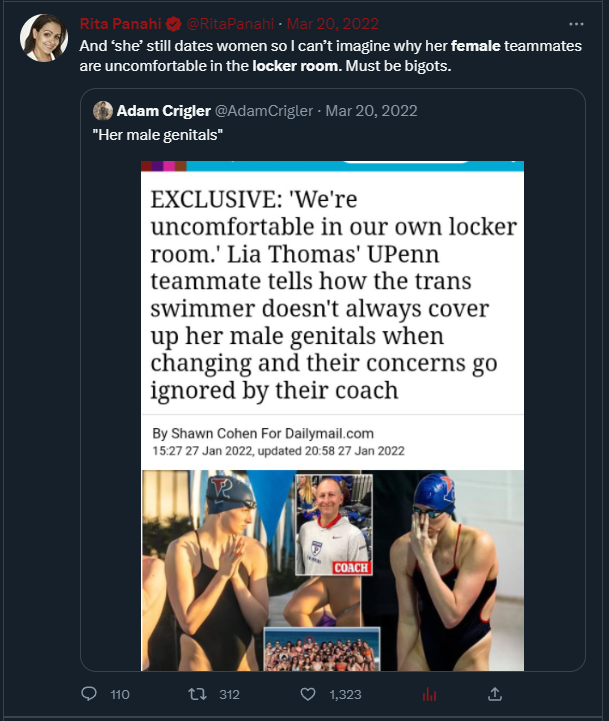 Rita Panahi @RitaPanahi · Mar 20, 2022
And ‘she’ still dates women so I can’t imagine why her female teammates
are uncomfortable in the locker room. Must be bigots.
Adam Crigler @AdamCrigler · Mar 20, 2022
"Her male genitals"
EXCLUSIVE: 'We're
uncomfortable in our own locker
room.' Lia Thomas' UPenn
teammate tells how the trans
swimmer doesn't always cover
up her male genitals when
changing and their concerns go
ignored by their coach
By Shawn Cohen For Dailymail.com
15:27 27 Jan 2022, updated 20:58 27 Jan 2022
COACH
110 312 1,323